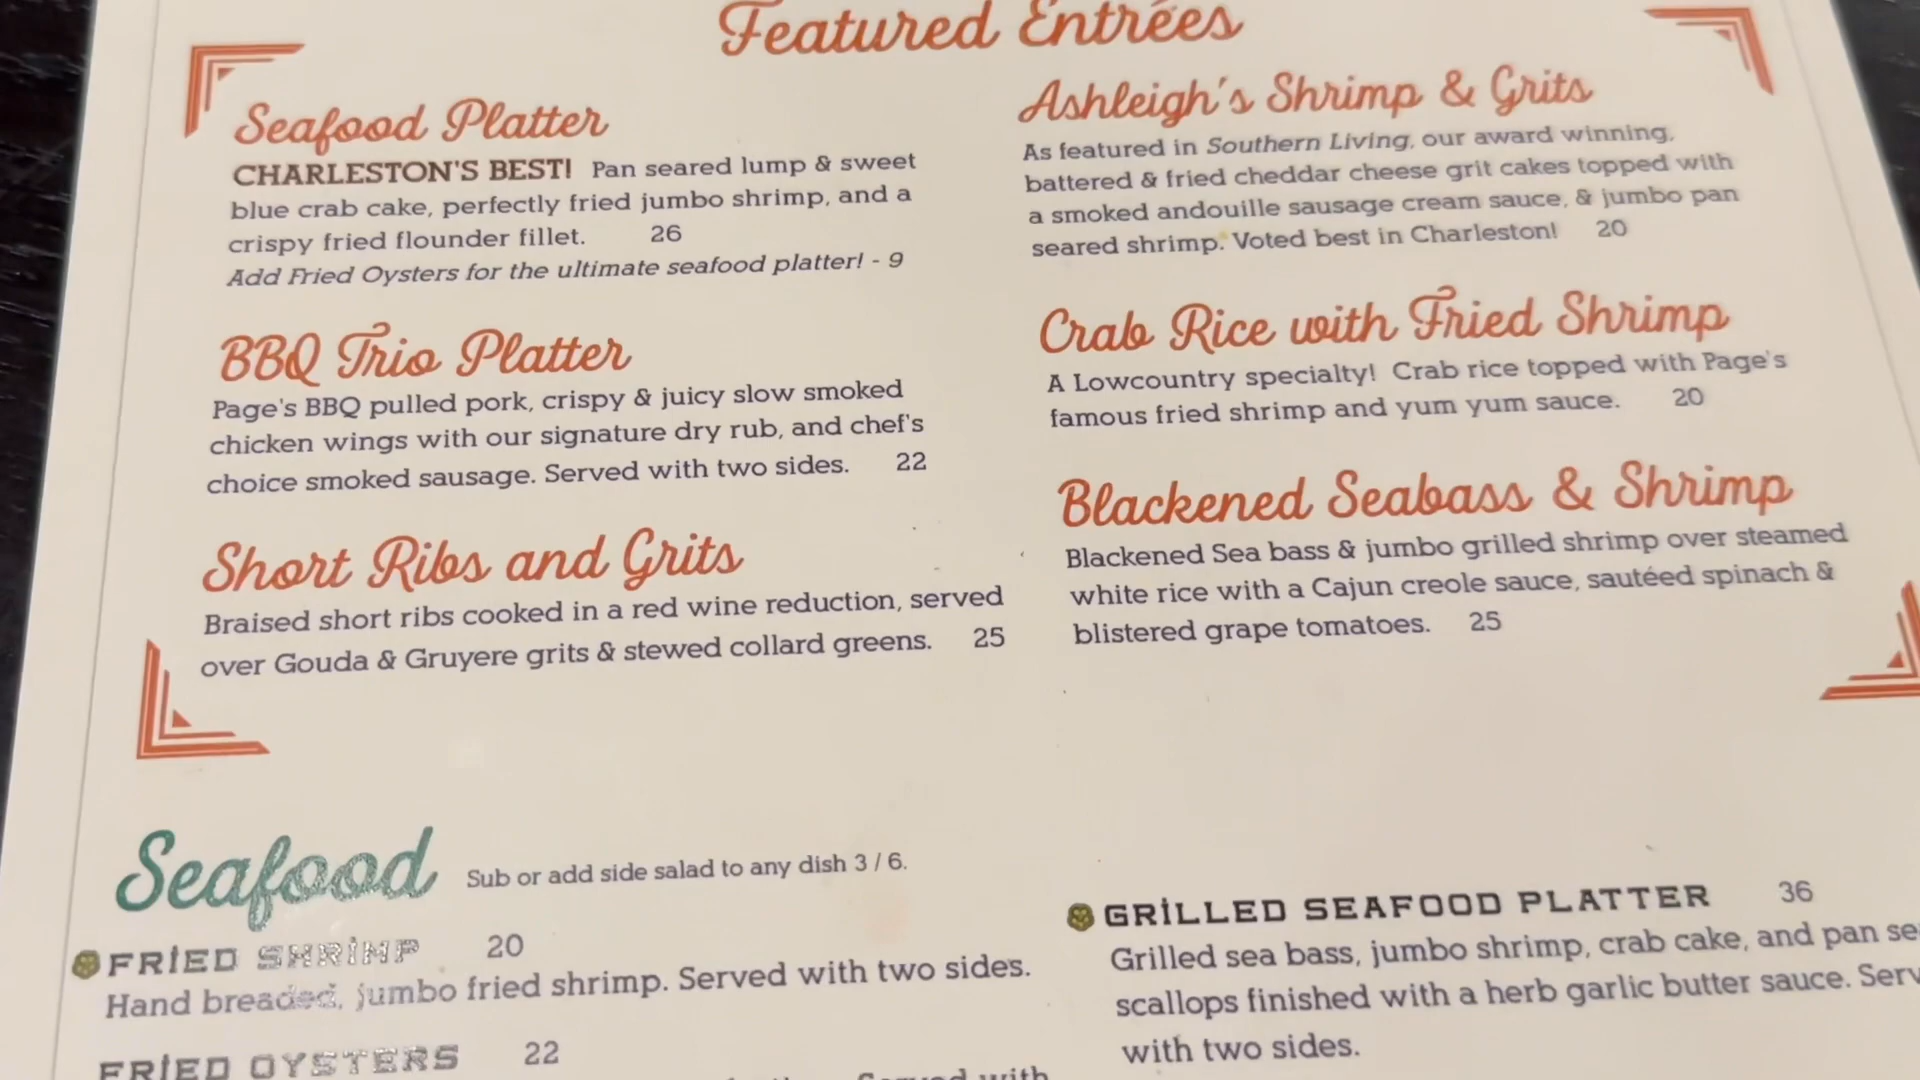 Featured Entrées
Seafood Platter
CHARLESTON'S BEST! Pan seared lump & sweet
blue crab cake, perfectly fried jumbo shrimp, and a
crispy fried flounder fillet. 26
Add Fried Oysters for the ultimate seafood platter! - 9
BBQ Trio Platter
Page's BBQ pulled pork, crispy & juicy slow smoked
chicken wings with our signature dry rub, and chef's
choice smoked sausage. Served with two sides. 22
Short Ribs and Grits
Braised short ribs cooked in a red wine reduction, served
over Gouda & Gruyere grits & stewed collard greens. 25
Ashleigh's Shrimp & Grits
As featured in Southern Living, our award winning,
battered & fried cheddar cheese grit cakes topped with
a smoked andouille sausage cream sauce, & jumbo pan
seared shrimp. Voted best in Charleston! 20
Crab Rice with Fried Shrimp
A Lowcountry specialty! Crab rice topped with Page's
famous fried shrimp and yum yum sauce. 20
Blackened Seabass & Shrimp
Blackened Sea bass & jumbo grilled shrimp over steamed
white rice with a Cajun creole sauce, sautéed spinach &
blistered grape tomatoes. 25
Seafood Sub or add side salad to any dish 3 / 6.
FRIED SHRIMP 20
Hand breaded, jumbo fried shrimp. Served with two sides.
FRIED OYSTERS 22
Served with
GRILLED SEAFOOD PLATTER 36
Grilled sea bass, jumbo shrimp, crab cake, and pan
scallops finished with a herb garlic butter sauce.
with two sides.